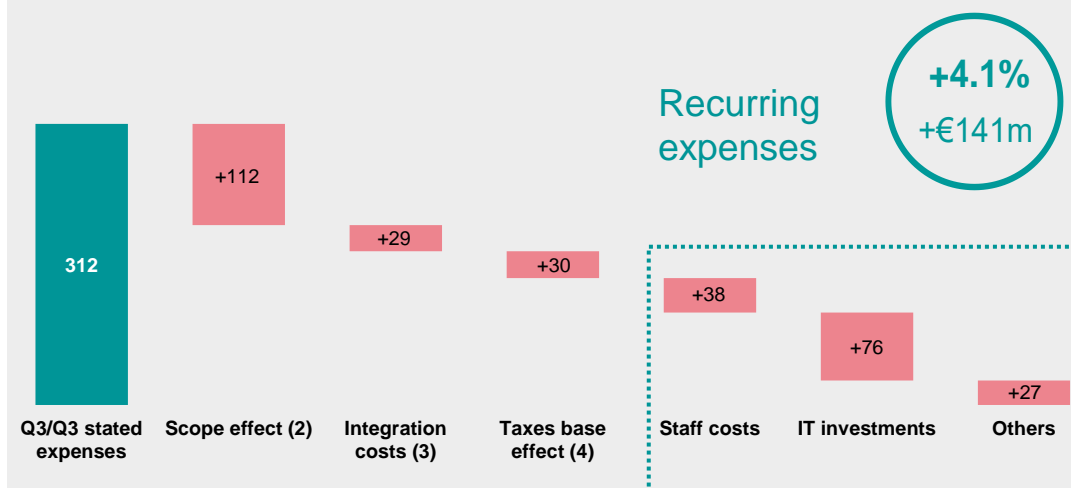 Recurring
expenses
+4.1%
+€141m
312
+112
+29
+30
+38
+76
+27
Q3/Q3 stated
expenses
Scope effect (2)
Integration
costs (3)
Taxes base
effect (4)
Staff costs
IT investments
Others